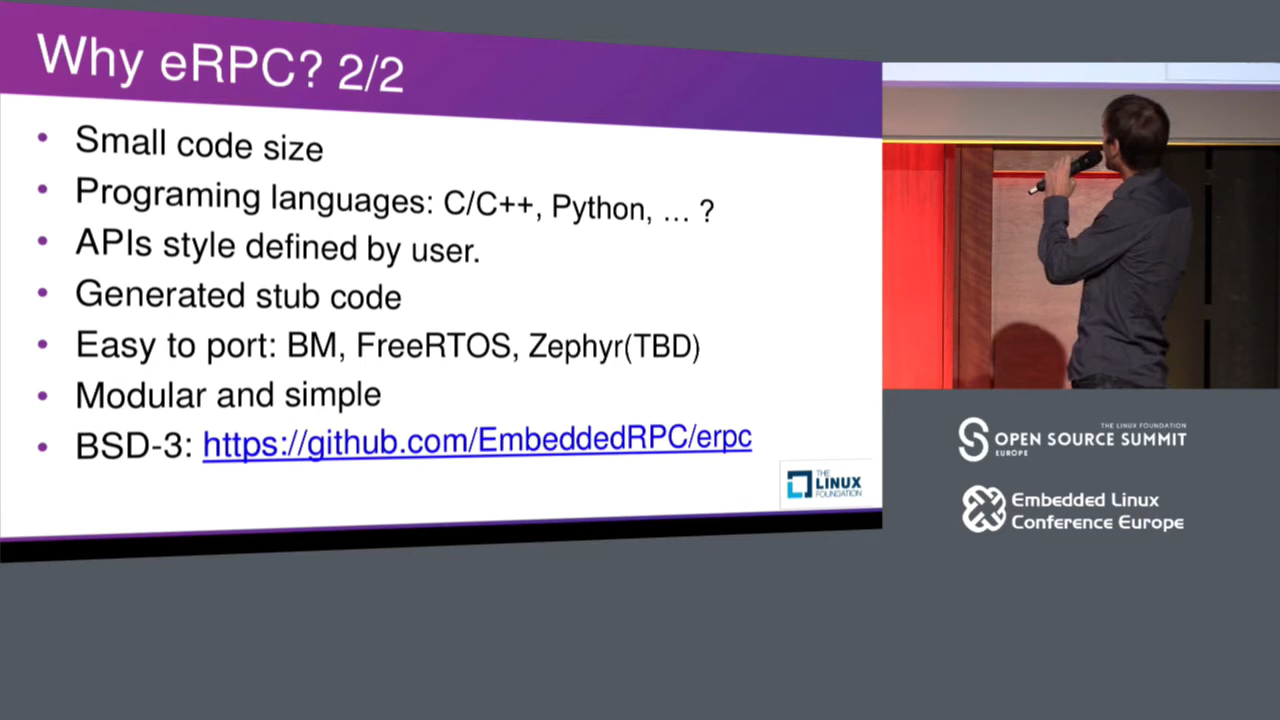 Why eRPC? 2/2
• Small code size
• Programing languages: C/C++, Python, … ?
• APIs style defined by user.
• Generated stub code
• Easy to port: BM, FreeRTOS, Zephyr(TBD)
• Modular and simple
• BSD-3: https://github.com/EmbeddedRPC/erpc
THE
LINUX
FOUNDATION
THE LINUX FOUNDATION
OPEN SOURCE SUMMIT
EUROPE
Embedded Linux
Conference Europe